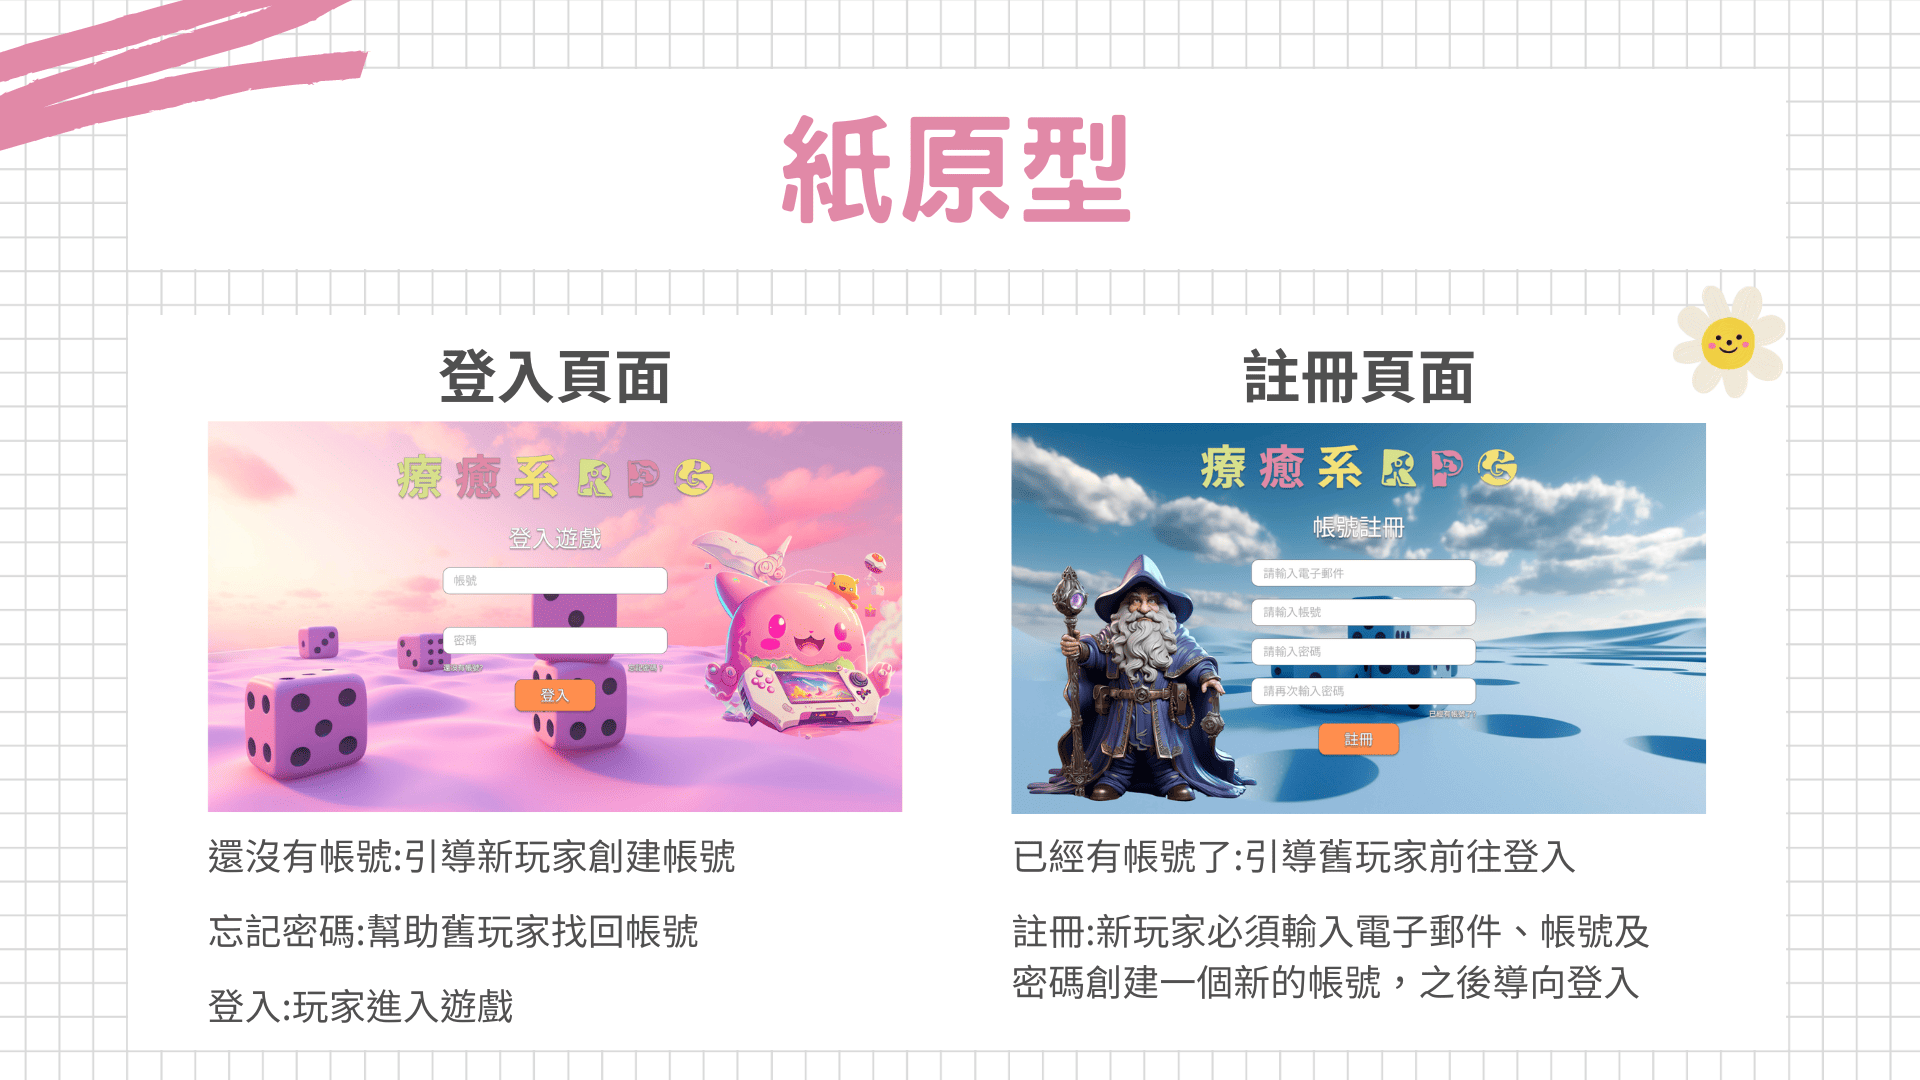 紙原型
登入頁面
療癒系RPG
登入遊戲
帳號
密碼
還沒有帳號?
忘記密碼？
登入
還沒有帳號:引導新玩家創建帳號
忘記密碼:幫助舊玩家找回帳號
登入:玩家進入遊戲
註冊頁面
療癒系RPG
帳號註冊
請輸入電子郵件
請輸入帳號
請輸入密碼
請再次輸入密碼
已經有帳號了?
註冊
已經有帳號了:引導舊玩家前往登入
註冊:新玩家必須輸入電子郵件、帳號及
密碼創建一個新的帳號，之後導向登入